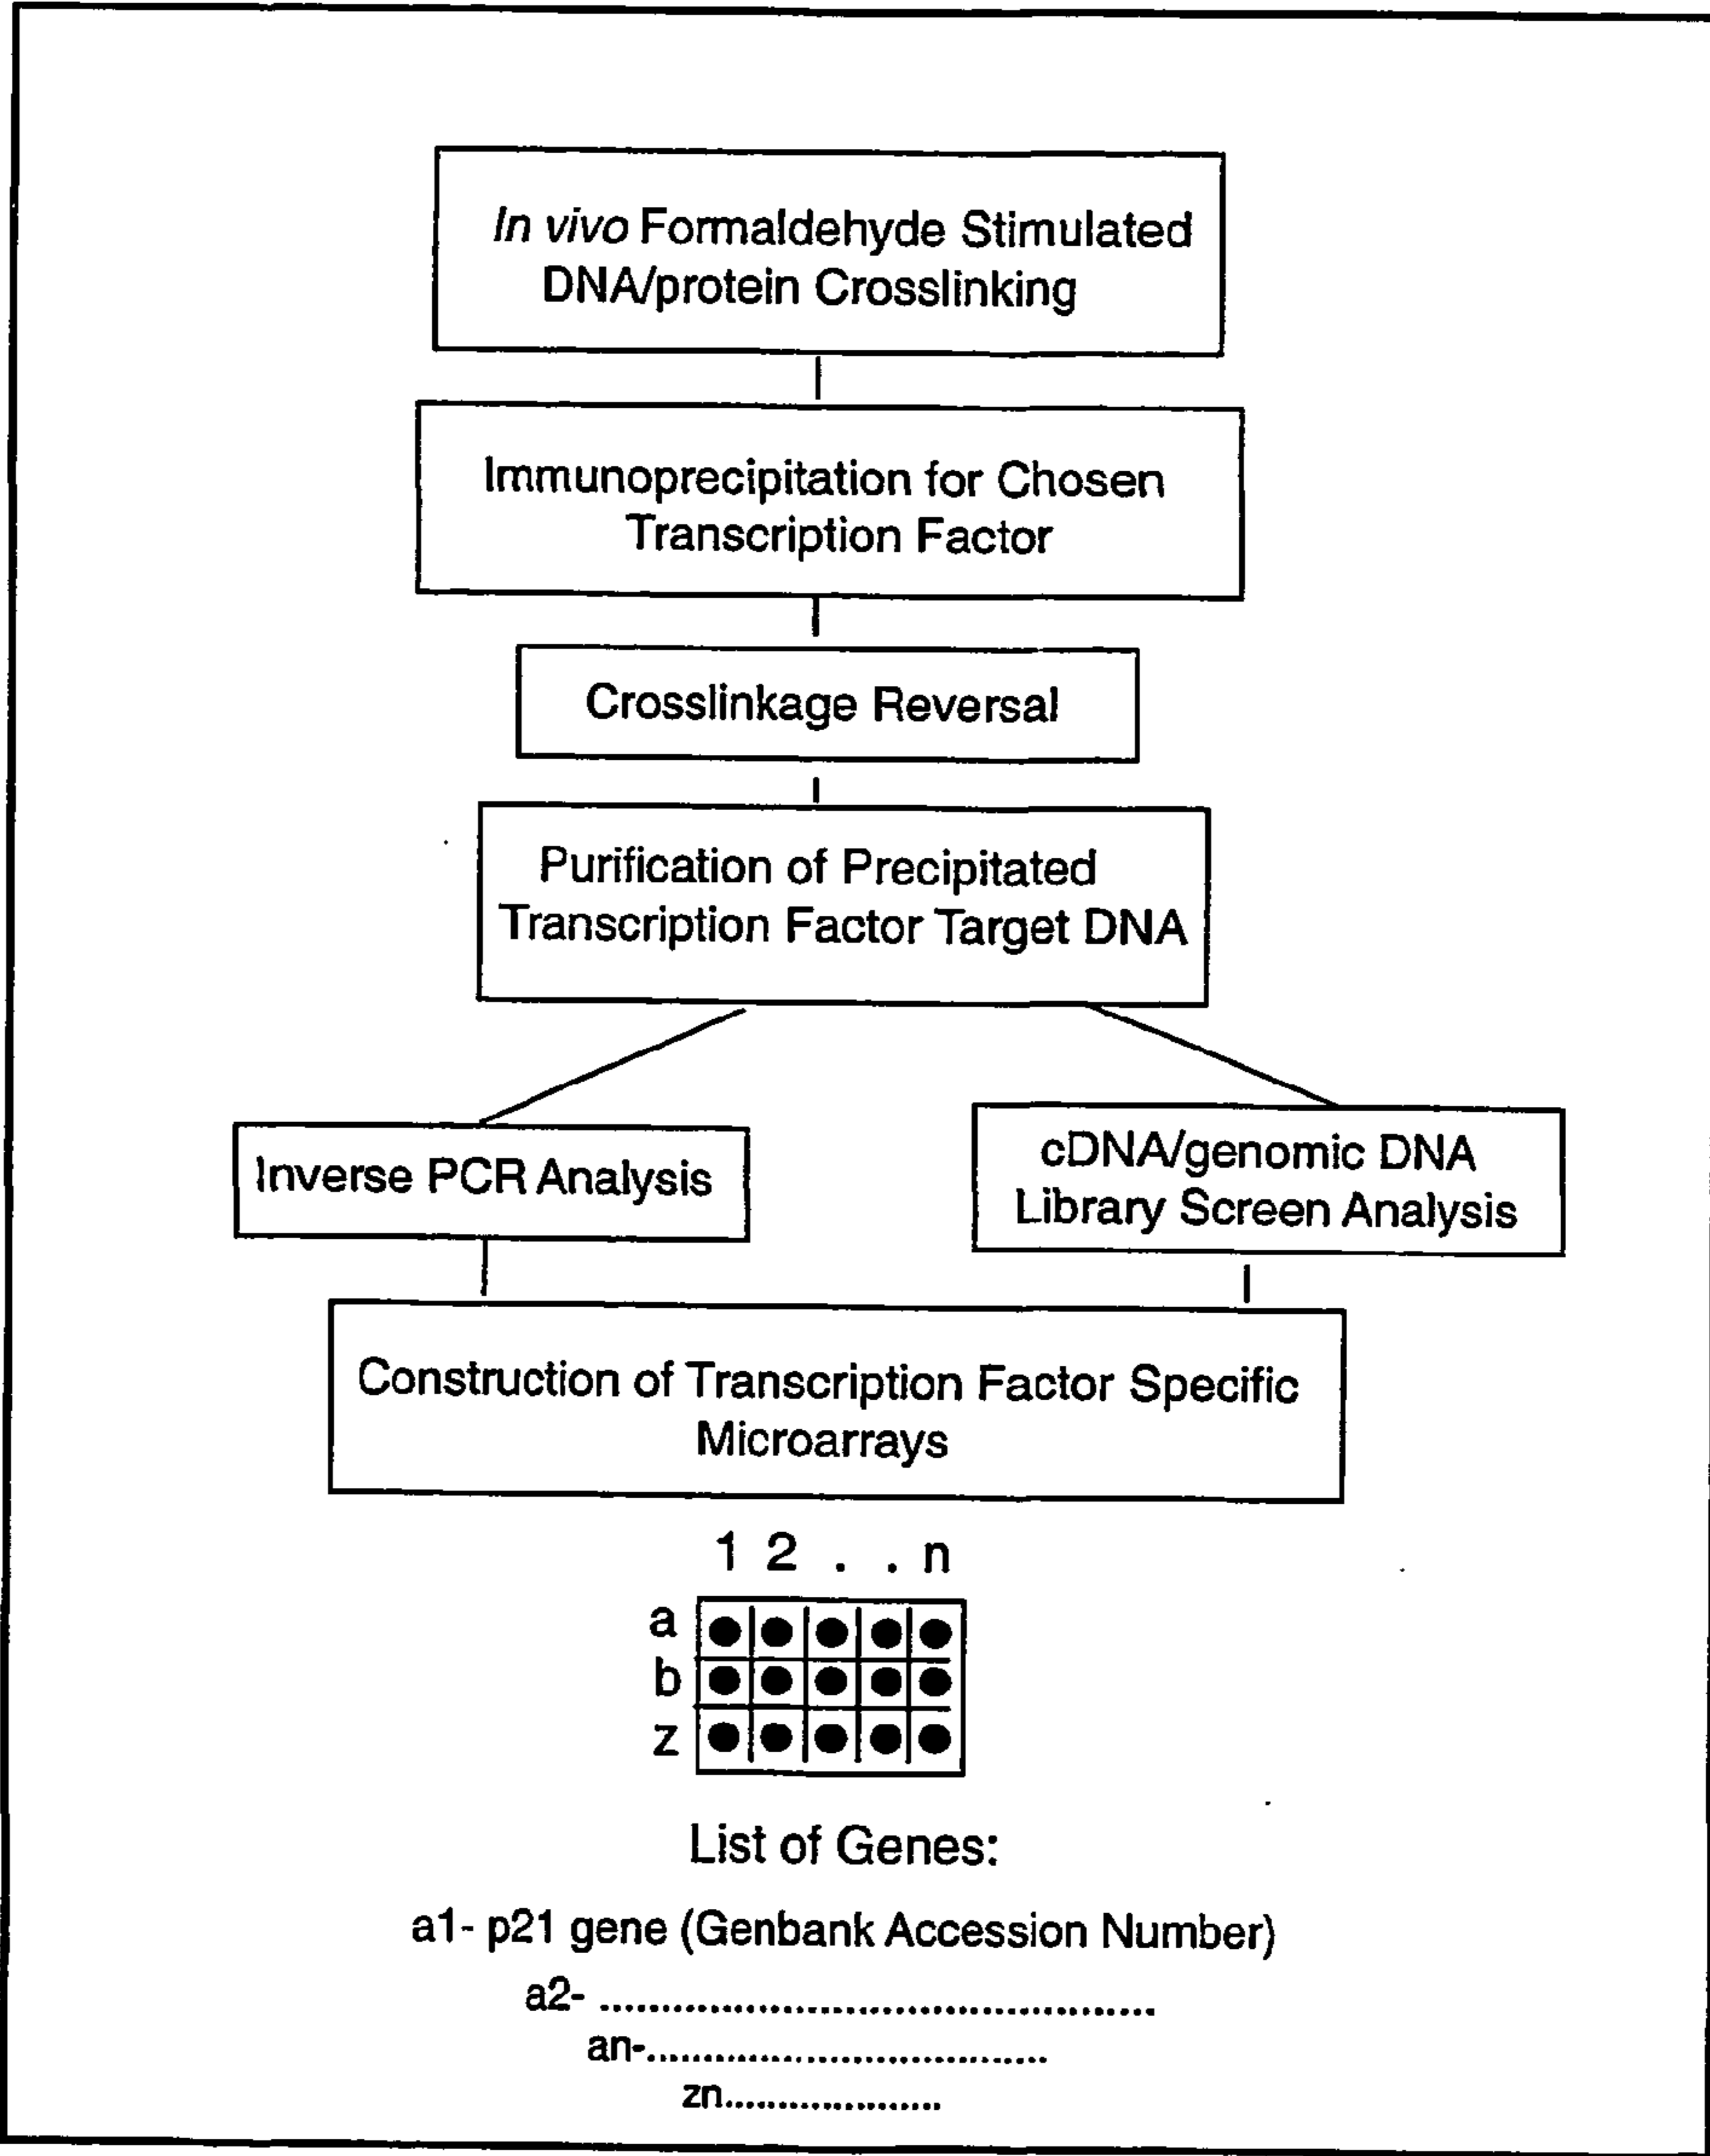 In vivo Formaldehyde Stimulated
DNA/protein Crosslinking
Immunoprecipitation for Chosen
Transcription Factor
Crosslinkage Reversal
Purification of Precipitated
Transcription Factor Target DNA
Inverse PCR Analysis
cDNA/genomic DNA
Library Screen Analysis
Construction of Transcription Factor Specific
Microarrays
1 2 . . n
a
b
z
List of Genes:
a1- p21 gene (Genbank Accession Number)
a2- .............................................
an-.................................
zn.....................